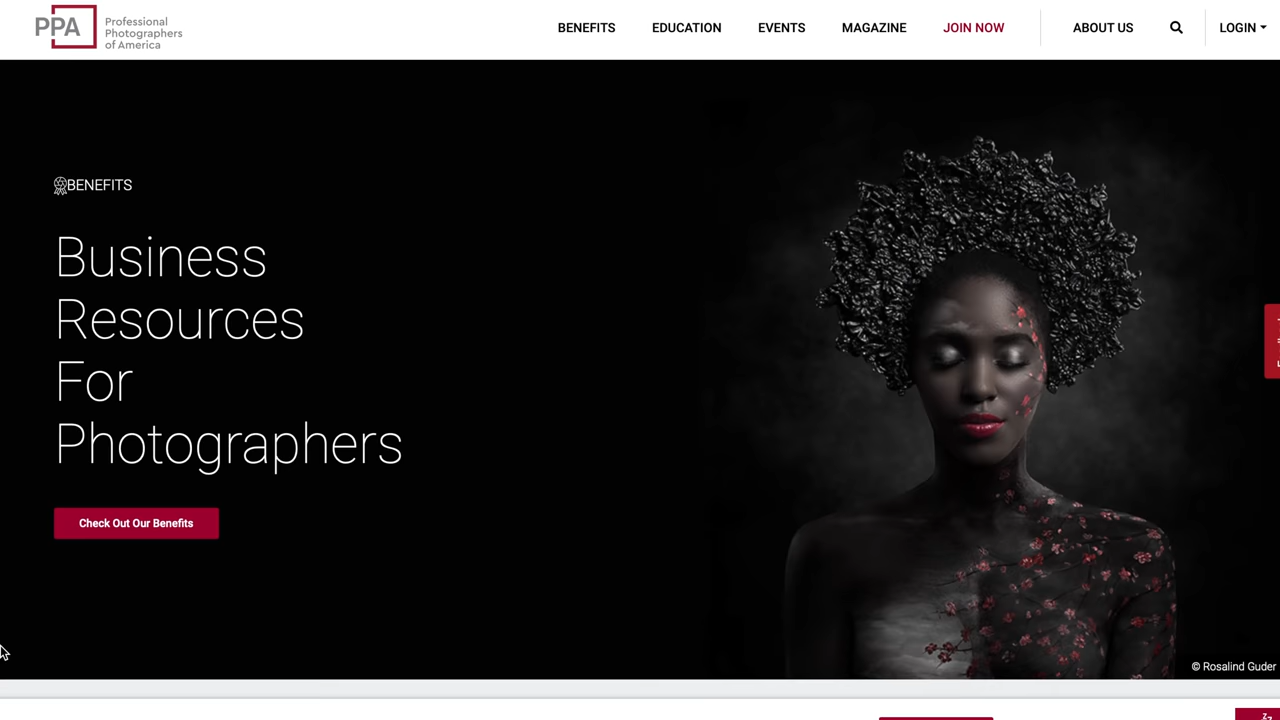 PPA
Professional
Photographers
of America
BENEFITS
EDUCATION
EVENTS
MAGAZINE
JOIN NOW
ABOUT US
LOGIN
BENEFITS
Business
Resources
For
Photographers
Check Out Our Benefits
© Rosalind Guder